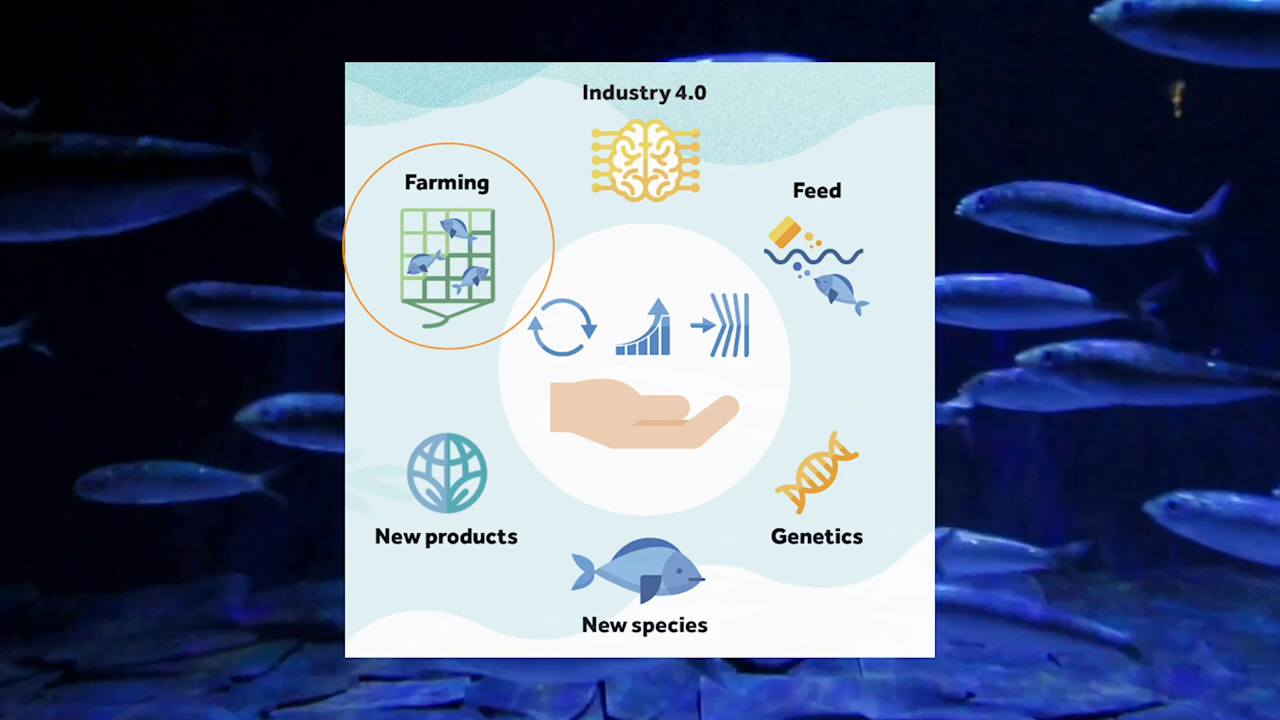 Industry 4.0
Farming
Feed
New products
Genetics
New species